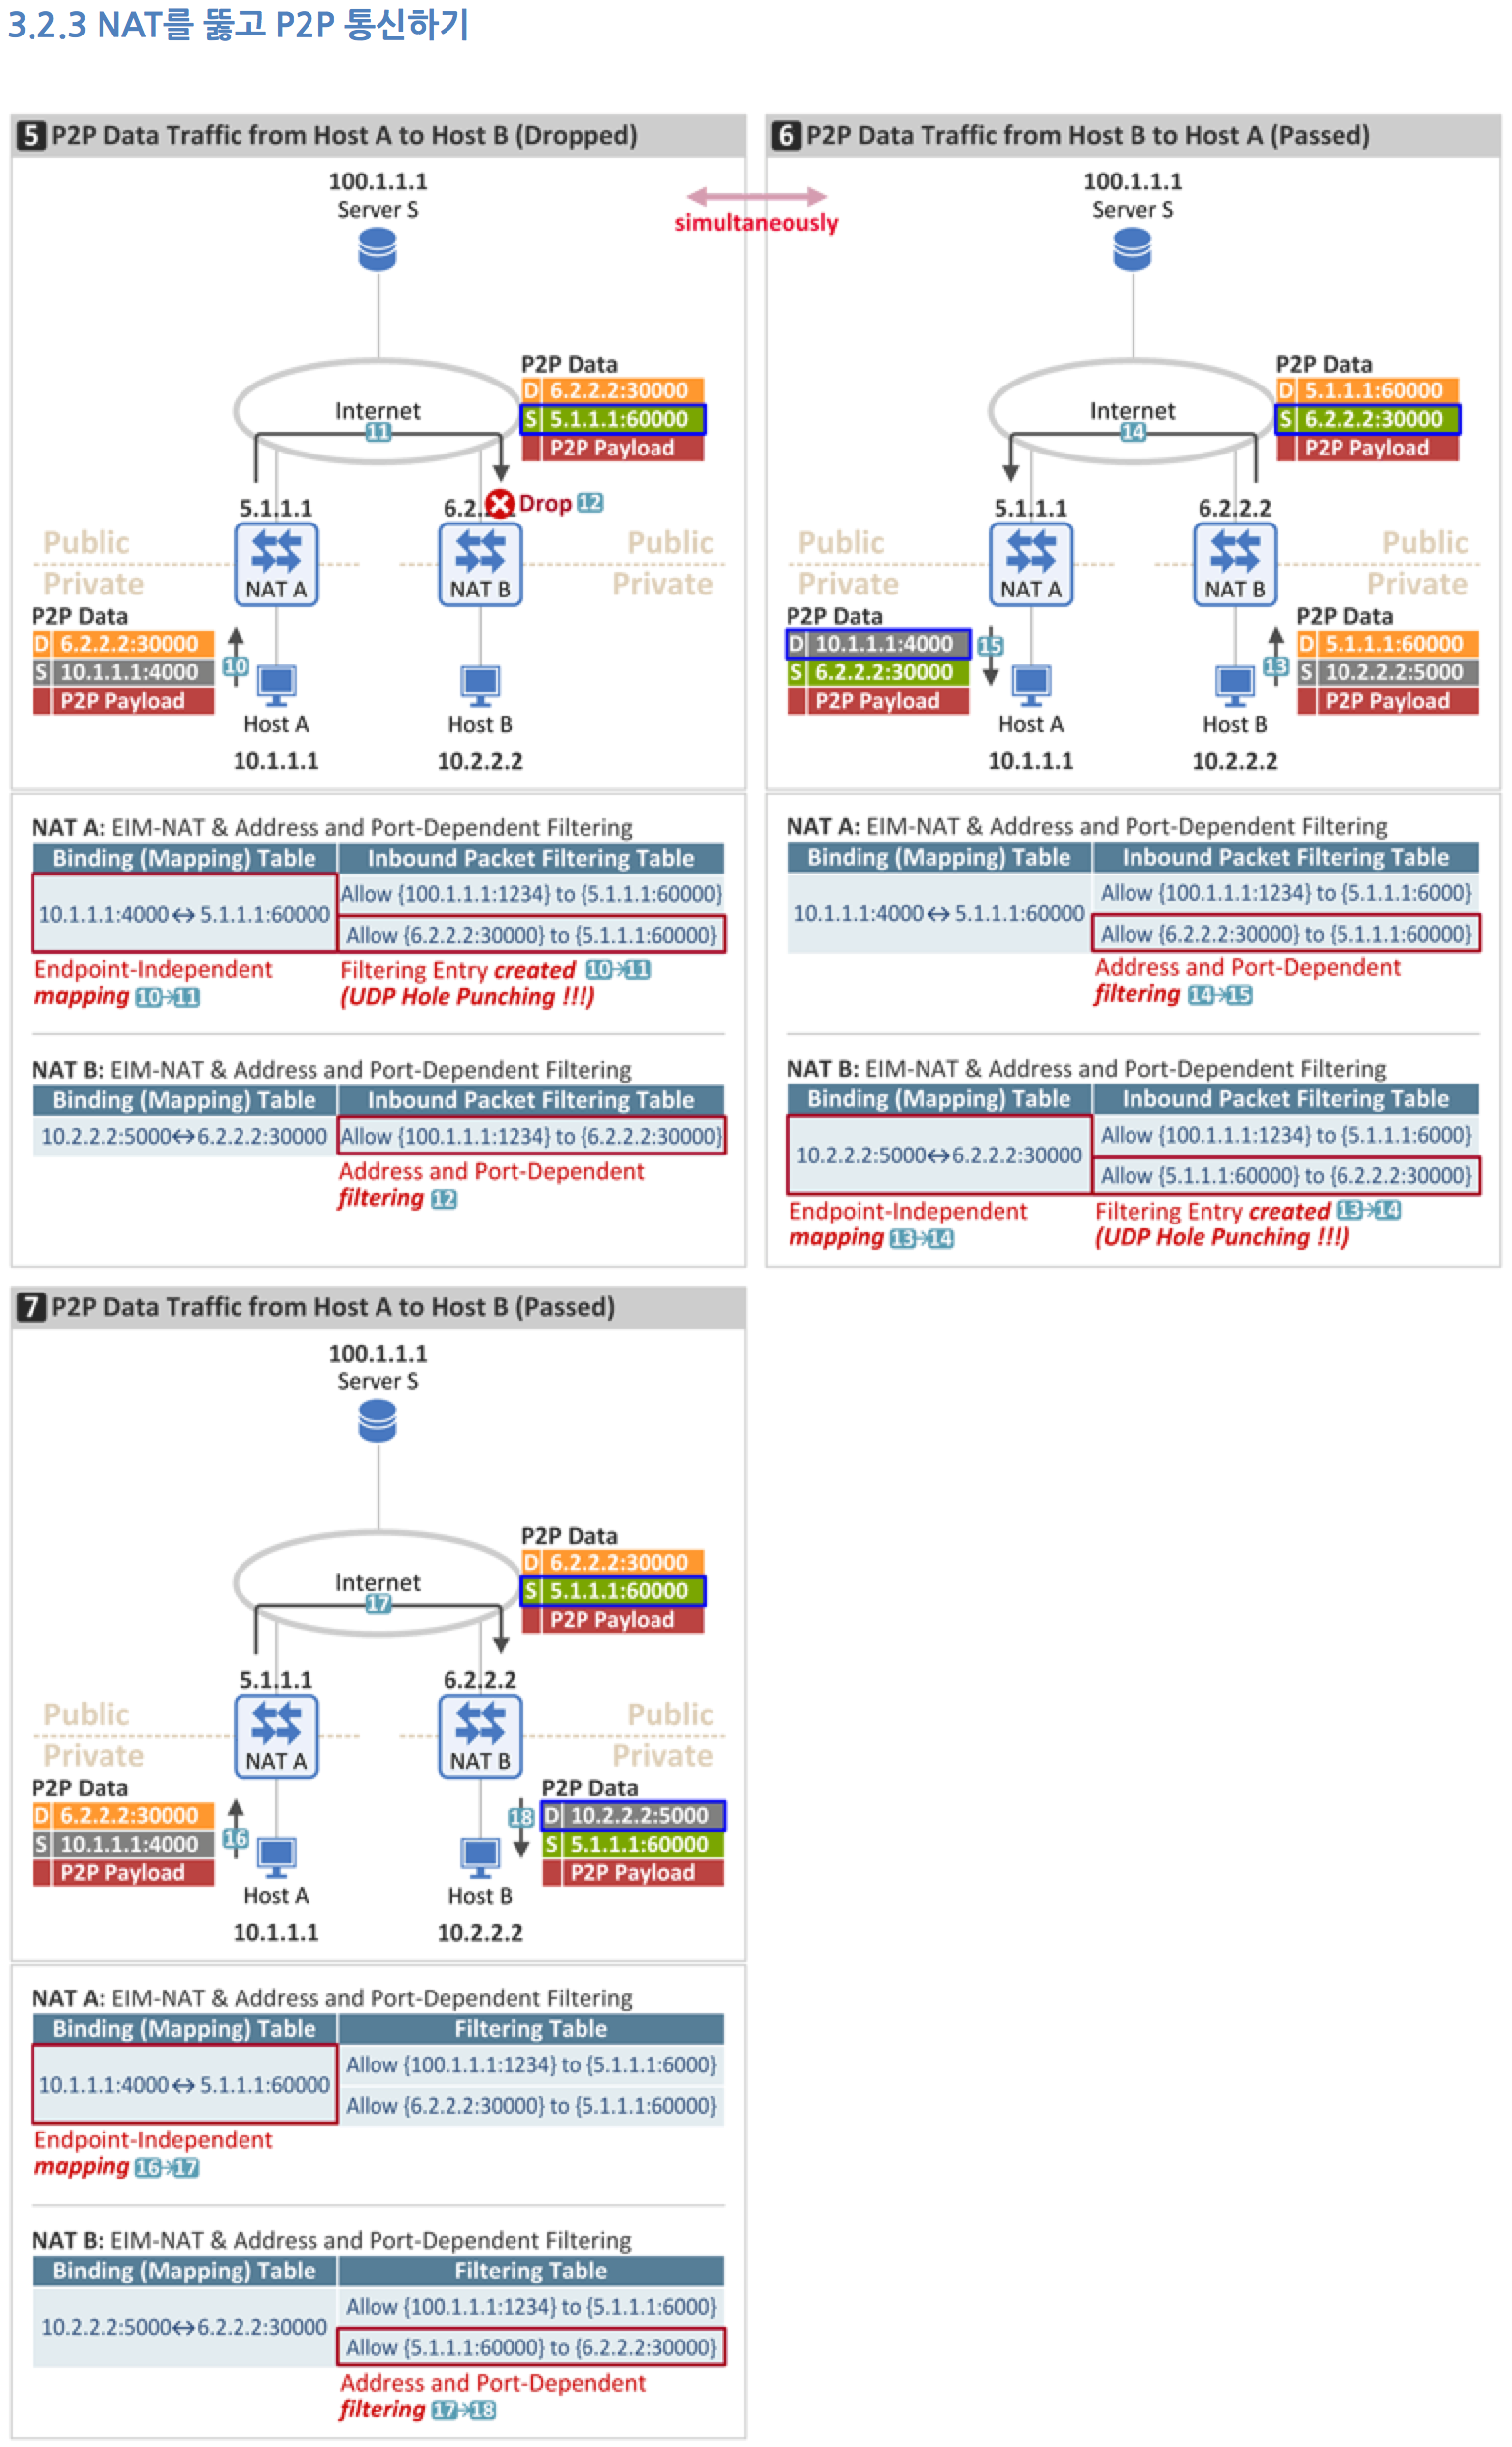 3.2.3 NAT를 뚫고 P2P 통신하기
5 P2P Data Traffic from Host A to Host B (Dropped)
100.1.1.1
Server S
P2P Data
D 6.2.2.2:30000
S 5.1.1.1:60000
P2P Payload
Internet
11
5.1.1.1
6.2.
Drop 12
Public
Private
Public
Private
NAT A
NAT B
P2P Data
D 6.2.2.2:30000
S 10.1.1.1:4000
P2P Payload
10
Host A
Host B
10.1.1.1
10.2.2.2
NAT A: EIM-NAT & Address and Port-Dependent Filtering
Binding (Mapping) Table
Inbound Packet Filtering Table
10.1.1.1:4000↔5.1.1.1:60000
Allow {100.1.1.1:1234} to {5.1.1.1:60000}
Allow {6.2.2.2:30000} to {5.1.1.1:60000}
Endpoint-Independent
mapping 10→11
Filtering Entry created 10→11
(UDP Hole Punching !!!)
NAT B: EIM-NAT & Address and Port-Dependent Filtering
Binding (Mapping) Table
Inbound Packet Filtering Table
10.2.2.2:5000↔6.2.2.2:30000
Allow {100.1.1.1:1234} to {6.2.2.2:30000}
Address and Port-Dependent
filtering 12
simultaneously
6 P2P Data Traffic from Host B to Host A (Passed)
100.1.1.1
Server S
P2P Data
D 5.1.1.1:60000
S 6.2.2.2:30000
P2P Payload
Internet
14
5.1.1.1
6.2.2.2
Public
Private
Public
Private
NAT A
NAT B
P2P Data
D 10.1.1.1:4000
S 6.2.2.2:30000
P2P Payload
15
13
P2P Data
D 5.1.1.1:60000
S 10.2.2.2:5000
P2P Payload
Host A
Host B
10.1.1.1
10.2.2.2
NAT A: EIM-NAT & Address and Port-Dependent Filtering
Binding (Mapping) Table
Inbound Packet Filtering Table
10.1.1.1:4000↔5.1.1.1:60000
Allow {100.1.1.1:1234} to {5.1.1.1:6000}
Allow {6.2.2.2:30000} to {5.1.1.1:60000}
Address and Port-Dependent
filtering 14→15
NAT B: EIM-NAT & Address and Port-Dependent Filtering
Binding (Mapping) Table
Inbound Packet Filtering Table
10.2.2.2:5000↔6.2.2.2:30000
Allow {100.1.1.1:1234} to {5.1.1.1:6000}
Allow {5.1.1.1:60000} to {6.2.2.2:30000}
Endpoint-Independent
mapping 13→14
Filtering Entry created 13→14
(UDP Hole Punching !!!)
7 P2P Data Traffic from Host A to Host B (Passed)
100.1.1.1
Server S
P2P Data
D 6.2.2.2:30000
S 5.1.1.1:60000
P2P Payload
Internet
17
5.1.1.1
6.2.2.2
Public
Private
Public
Private
NAT A
NAT B
P2P Data
D 6.2.2.2:30000
S 10.1.1.1:4000
P2P Payload
16
18
P2P Data
D 10.2.2.2:5000
S 5.1.1.1:60000
P2P Payload
Host A
Host B
10.1.1.1
10.2.2.2
NAT A: EIM-NAT & Address and Port-Dependent Filtering
Binding (Mapping) Table
Filtering Table
10.1.1.1:4000↔5.1.1.1:60000
Allow {100.1.1.1:1234} to {5.1.1.1:6000}
Allow {6.2.2.2:30000} to {5.1.1.1:60000}
Endpoint-Independent
mapping 16→17
NAT B: EIM-NAT & Address and Port-Dependent Filtering
Binding (Mapping) Table
Filtering Table
10.2.2.2:5000↔6.2.2.2:30000
Allow {100.1.1.1:1234} to {5.1.1.1:6000}
Allow {5.1.1.1:60000} to {6.2.2.2:30000}
Address and Port-Dependent
filtering 17→18